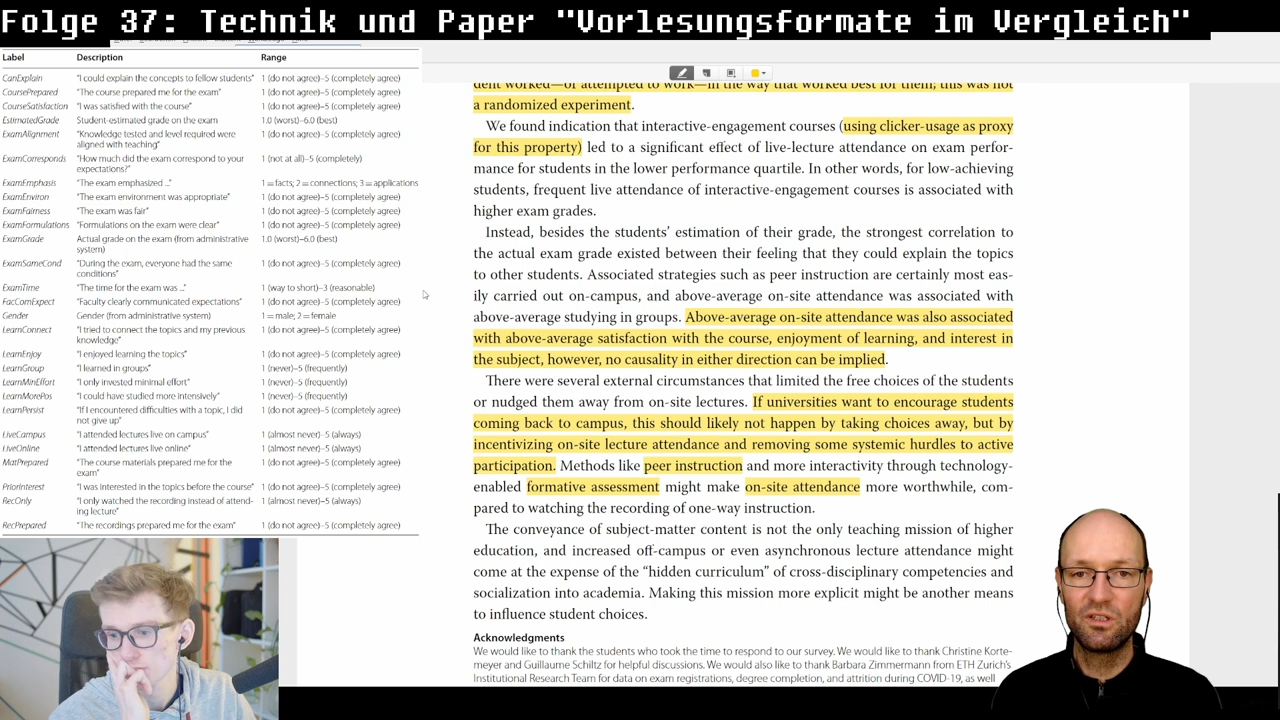 Folge 37: Technik und Paper "Vorlesungsformate im Vergleich"
Label Description Range
CanExplain "I could explain the concepts to fellow students" 1 (do not agree)–5 (completely agree)
CoursePrepared "The course prepared me for the exam" 1 (do not agree)–5 (completely agree)
CourseSatisfaction "I was satisfied with the course" 1 (do not agree)–5 (completely agree)
EstimatedGrade Student-estimated grade on the exam 1.0 (worst)–6.0 (best)
ExamAlignment "Knowledge tested and level required were 1 (do not agree)–5 (completely agree)
aligned with teaching"
ExamCorresponds "How much did the exam correspond to your 1 (not at all)–5 (completely)
expectations?"
ExamEmphasis "The exam emphasized ..." 1 = facts; 2 = connections; 3 = applications
ExamEnviron "The exam environment was appropriate" 1 (do not agree)–5 (completely agree)
ExamFairness "The exam was fair" 1 (do not agree)–5 (completely agree)
ExamFormulations "Formulations on the exam were clear" 1 (do not agree)–5 (completely agree)
ExamGrade Actual grade on the exam (from administrative 1.0 (worst)–6.0 (best)
system)
ExamSameCond "During the exam, everyone had the same 1 (do not agree)–5 (completely agree)
conditions"
ExamTime "The time for the exam was ..." 1 (way to short)–3 (reasonable)
FacComExpect "Faculty clearly communicated expectations" 1 (do not agree)–5 (completely agree)
Gender Gender (from administrative system) 1 = male; 2 = female
LearnConnect "I tried to connect the topics and my previous 1 (do not agree)–5 (completely agree)
knowledge"
LearnEnjoy "I enjoyed learning the topics" 1 (do not agree)–5 (completely agree)
LearnGroup "I learned in groups" 1 (never)–5 (frequently)
LearnMinEffort "I only invested minimal effort" 1 (never)–5 (frequently)
LearnMorePos "I could have studied more intensively" 1 (never)–5 (frequently)
LearnPersist "If I encountered difficulties with a topic, I did 1 (do not agree)–5 (completely agree)
not give up"
LiveCampus "I attended lectures live on campus" 1 (almost never)–5 (always)
LiveOnline "I attended lectures live online" 1 (almost never)–5 (always)
MatPrepared "The course materials prepared me for the 1 (do not agree)–5 (completely agree)
exam"
PriorInterest "I was interested in the topics before the course" 1 (do not agree)–5 (completely agree)
RecOnly "I only watched the recording instead of attend- 1 (almost never)–5 (always)
ing lecture"
RecPrepared "The recordings prepared me for the exam" 1 (do not agree)–5 (completely agree)
dent worked—or attempted to work—in the way that worked best for them; this was not
a randomized experiment.
We found indication that interactive-engagement courses (using clicker-usage as proxy
for this property) led to a significant effect of live-lecture attendance on exam perfor-
mance for students in the lower performance quartile. In other words, for low-achieving
students, frequent live attendance of interactive-engagement courses is associated with
higher exam grades.
Instead, besides the students' estimation of their grade, the strongest correlation to
the actual exam grade existed between their feeling that they could explain the topics
to other students. Associated strategies such as peer instruction are certainly most eas-
ily carried out on-campus, and above-average on-site attendance was associated with
above-average studying in groups. Above-average on-site attendance was also associated
with above-average satisfaction with the course, enjoyment of learning, and interest in
the subject, however, no causality in either direction can be implied.
There were several external circumstances that limited the free choices of the students
or nudged them away from on-site lectures. If universities want to encourage students
coming back to campus, this should likely not happen by taking choices away, but by
incentivizing on-site lecture attendance and removing some systemic hurdles to active
participation. Methods like peer instruction and more interactivity through technology-
enabled formative assessment might make on-site attendance more worthwhile, com-
pared to watching the recording of one-way instruction.
The conveyance of subject-matter content is not the only teaching mission of higher
education, and increased off-campus or even asynchronous lecture attendance might
come at the expense of the "hidden curriculum" of cross-disciplinary competencies and
socialization into academia. Making this mission more explicit might be another means
to influence student choices.
Acknowledgments
We would like to thank the students who took the time to respond to our survey. We would like to thank Christine Korte-
meyer and Guillaume Schiltz for helpful discussions. We would also like to thank Barbara Zimmermann from ETH Zurich's
Institutional Research Team for data on exam registrations, degree completion, and attrition during COVID-19, as well